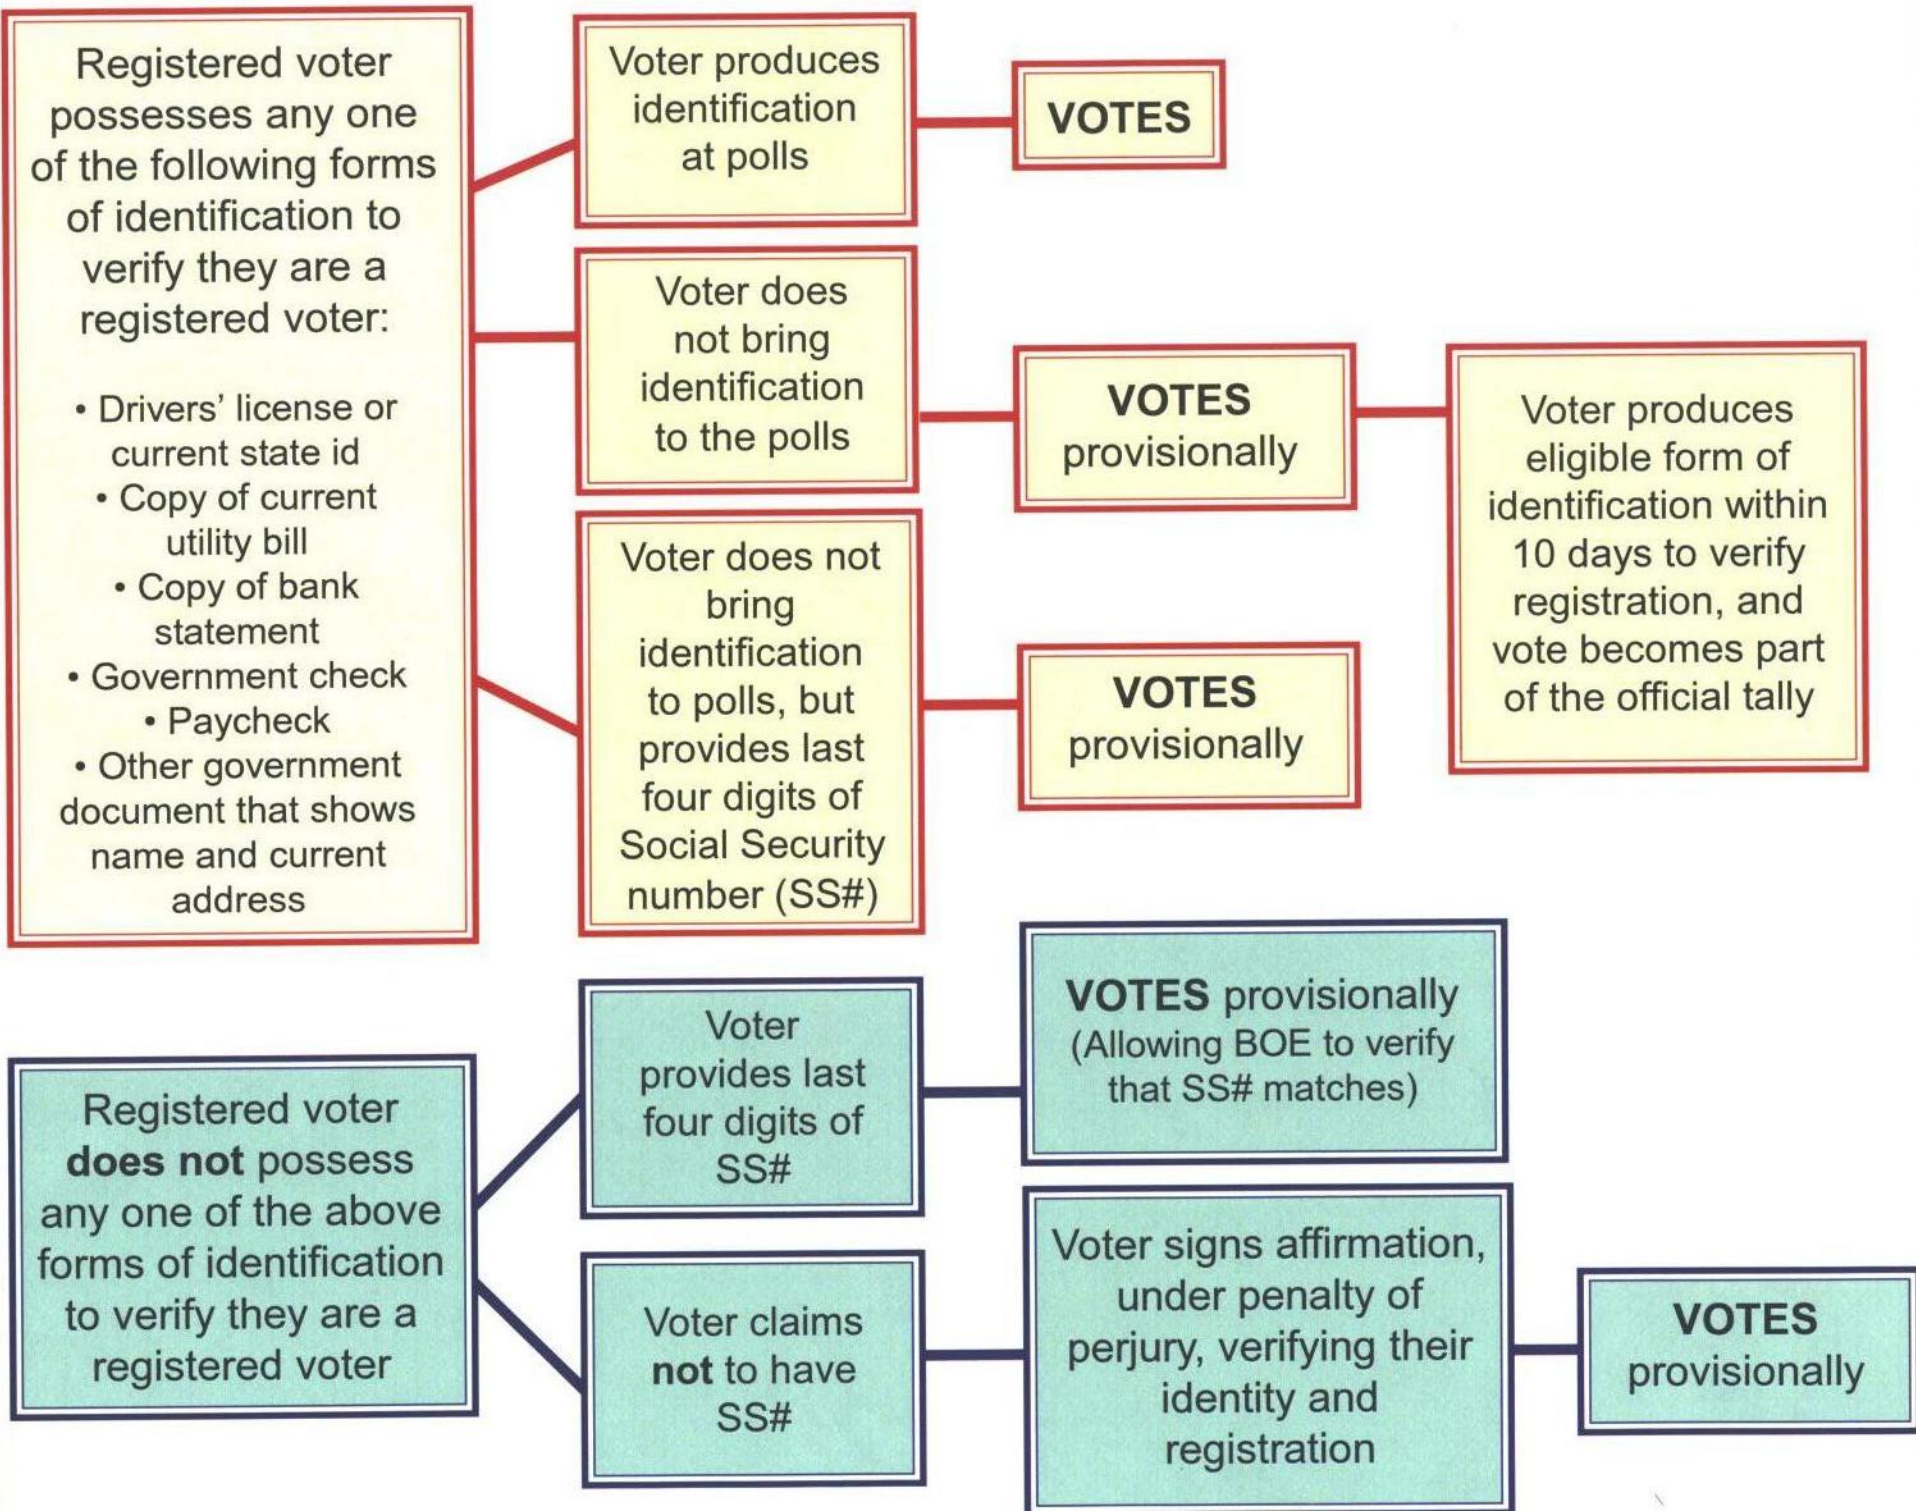 Registered voter
possesses any one
of the following forms
of identification to
verify they are a
registered voter:
• Drivers' license or
current state id
• Copy of current
utility bill
• Copy of bank
statement
• Government check
• Paycheck
• Other government
document that shows
name and current
address
Voter produces
identification
at polls
VOTES
Voter does
not bring
identification
to the polls
VOTES
provisionally
Voter produces
eligible form of
identification within
10 days to verify
registration, and
vote becomes part
of the official tally
Voter does not
bring
identification
to polls, but
provides last
four digits of
Social Security
number (SS#)
VOTES
provisionally
Registered voter
does not possess
any one of the above
forms of identification
to verify they are a
registered voter
Voter
provides last
four digits of
SS#
VOTES provisionally
(Allowing BOE to verify
that SS# matches)
Voter claims
not to have
SS#
Voter signs affirmation,
under penalty of
perjury, verifying their
identity and
registration
VOTES
provisionally